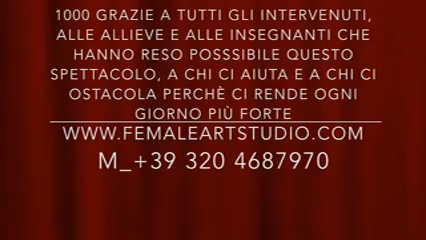 1000 GRAZIE A TUTTI GLI INTERVENUTI,
ALLE ALLIEVE E ALLE INSEGNANTI CHE
HANNO RESO POSSSIBILE QUESTO
SPETTACOLO, A CHI CI AIUTA E A CHI CI
OSTACOLA PERCHÈ CI RENDE OGNI
GIORNO PIÙ FORTE
WWW.FEMALEARTSTUDIO.COM
M_+39 320 4687970